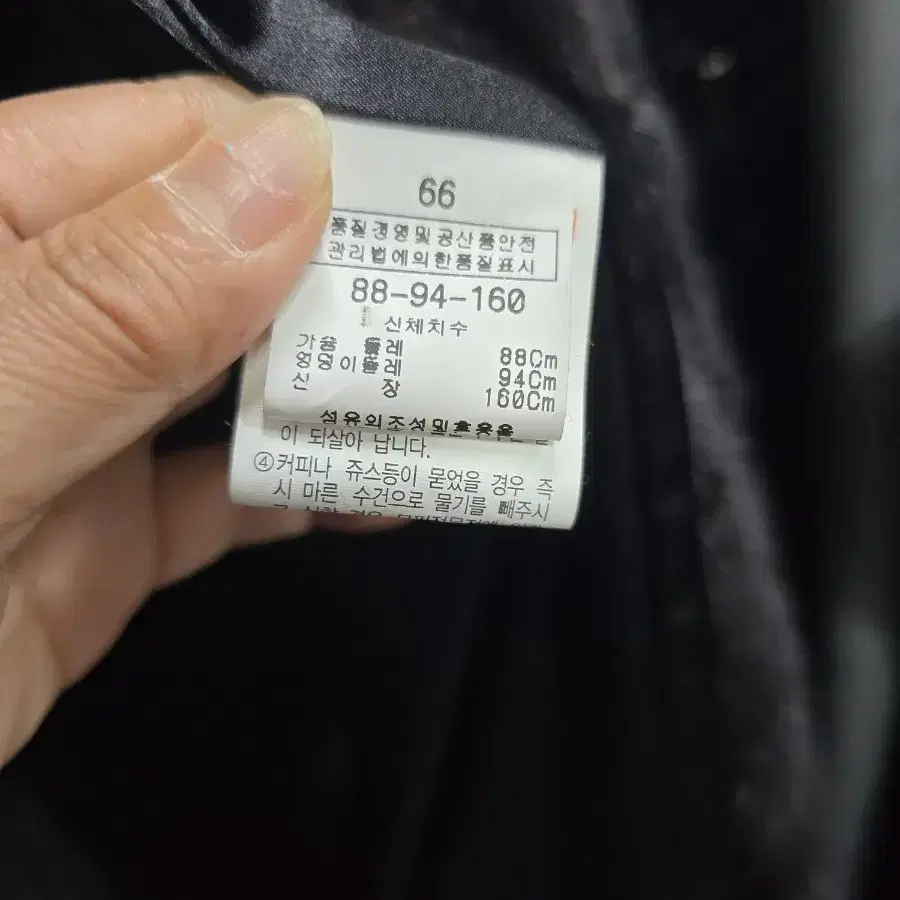 66
품질경영및공산품안전
관리법에의한품질표시
88-94-160
신체치수
가슴 둘레 88Cm
엉덩이둘레 94Cm
신 장 160Cm
섬유의조성및혼용율
이 되살아 납니다.
④커피나 쥬스등이 묻었을 경우 즉
시 마른 수건으로 물기를 빼주시